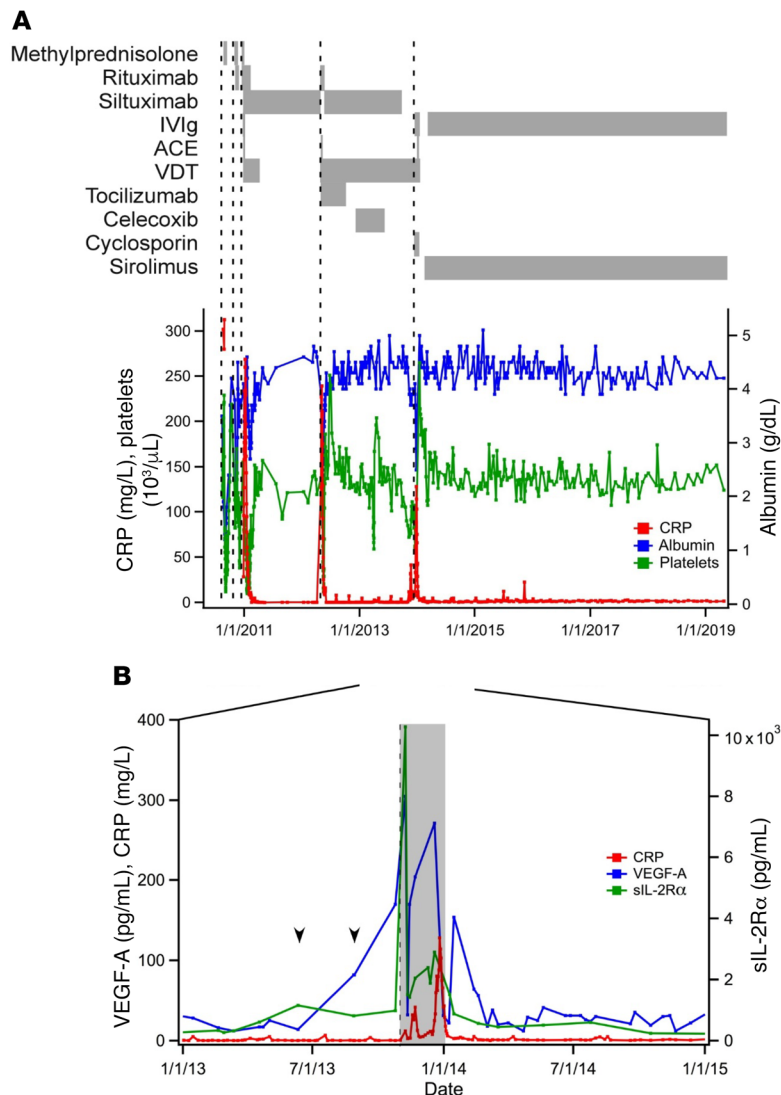 A
Methylprednisolone
Rituximab
Siltuximab
IVIg
ACE
VDT
Tocilizumab
Celecoxib
Cyclosporin
Sirolimus
300
250
200
150
100
50
0
CRP (mg/L), platelets
(10³/µL)
5
4
3
2
1
0
Albumin (g/dL)
CRP
Albumin
Platelets
1/1/2011 1/1/2013 1/1/2015 1/1/2017 1/1/2019
B
400
300
200
100
0
VEGF-A (pg/mL), CRP (mg/L)
10 x 10³
8
6
4
2
0
sIL-2Rα (pg/mL)
CRP
VEGF-A
sIL-2Rα
1/1/13 7/1/13 1/1/14 7/1/14 1/1/15
Date